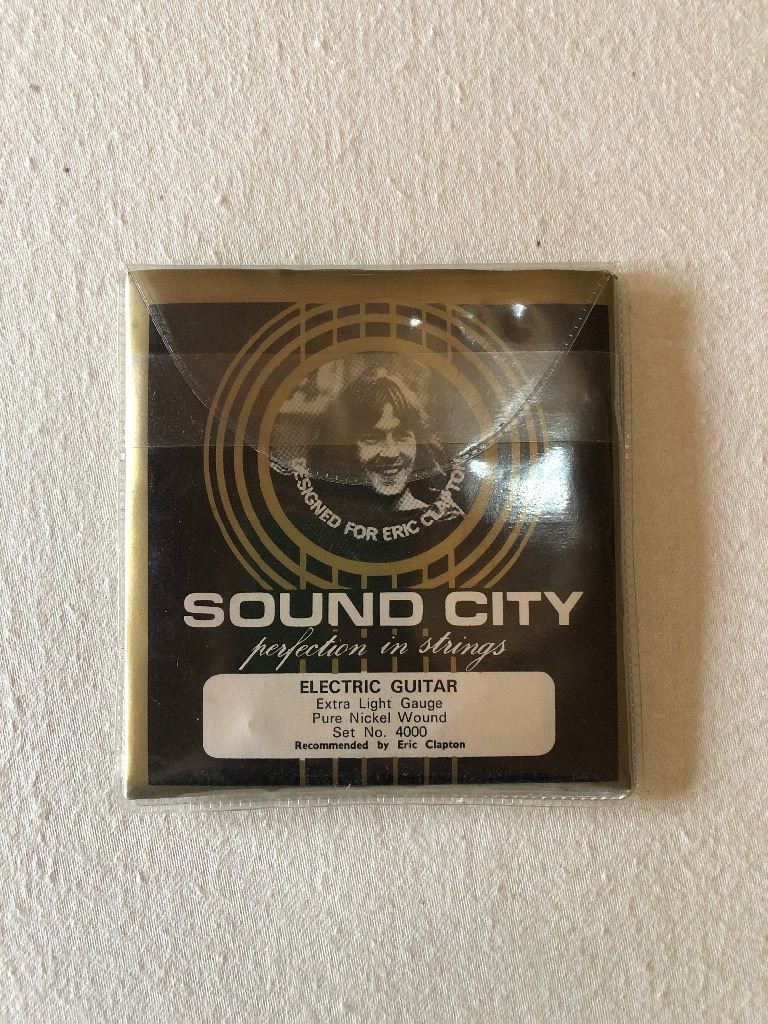 DESIGNED FOR ERIC CLAPTON
SOUND CITY
perfection in strings
ELECTRIC GUITAR
Extra Light Gauge
Pure Nickel Wound
Set No. 4000
Recommended by Eric Clapton